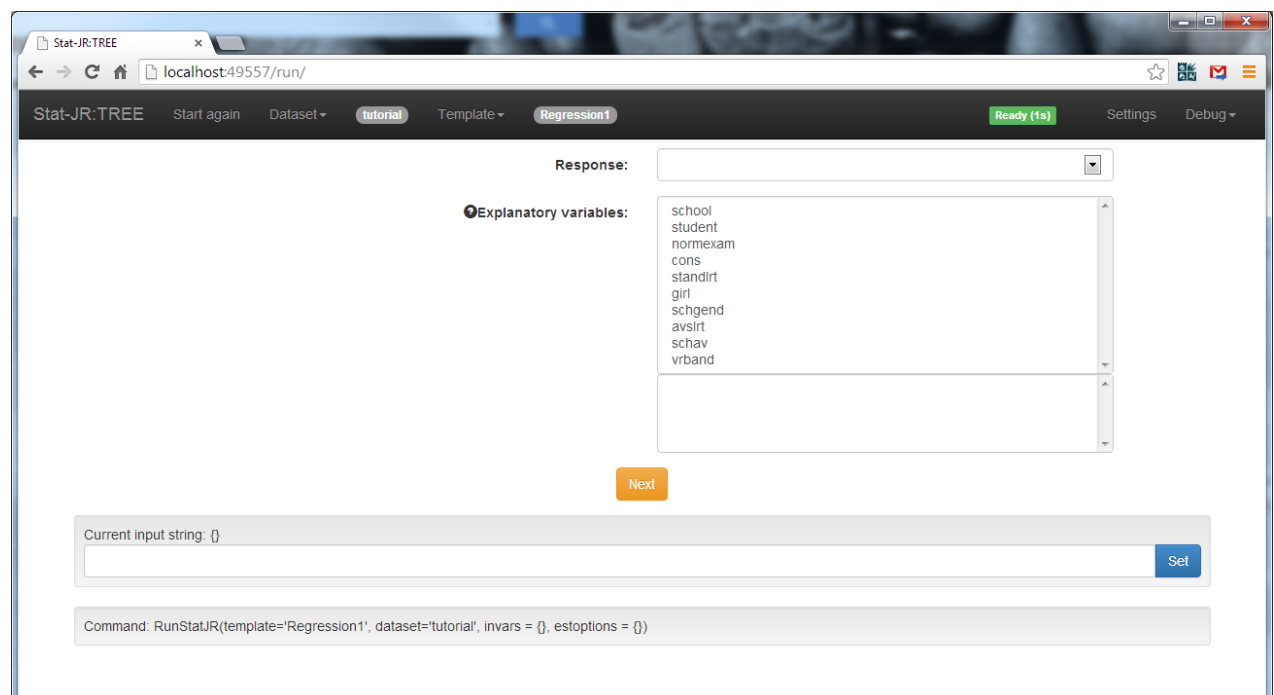 Stat-JR:TREE
localhost:49557/run/
Stat-JR:TREE Start again Dataset tutorial Template Regression1 Ready (1s) Settings Debug
Response:
Explanatory variables:
school
student
normexam
cons
standlrt
girl
schgend
avslrt
schav
vrband
Next
Current input string: {}
Set
Command: RunStatJR(template='Regression1', dataset='tutorial', invars = {}, estoptions = {})